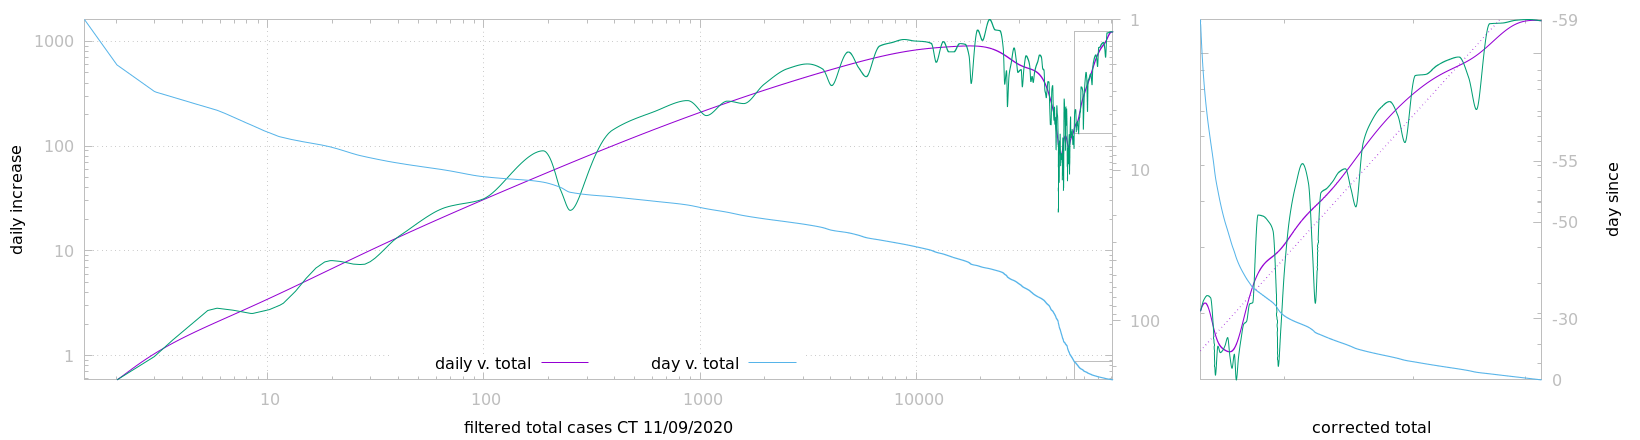 1000
100
10
1
daily increase
10
100
1000
10000
filtered total cases CT 11/09/2020
daily v. total
day v. total
1
10
100
-59
-55
-50
-30
0
day since
corrected total